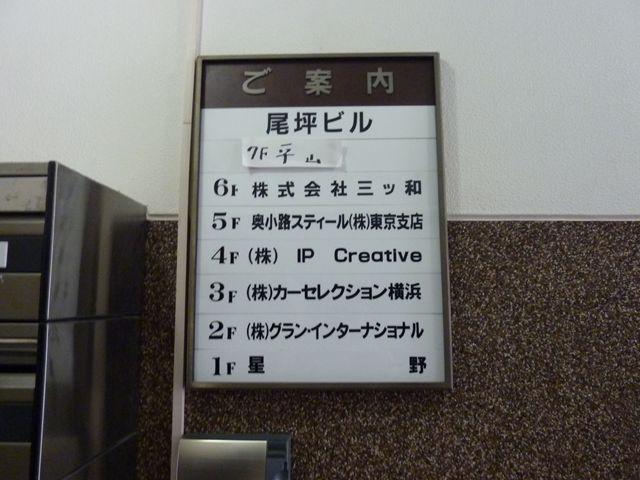 ご案内
尾坪ビル
7F 平山
6F 株式会社三ッ和
5F 奥小路スティール(株)東京支店
4F (株) IP Creative
3F (株)カーセレクション横浜
2F (株)グラン・インターナショナル
1F 星野